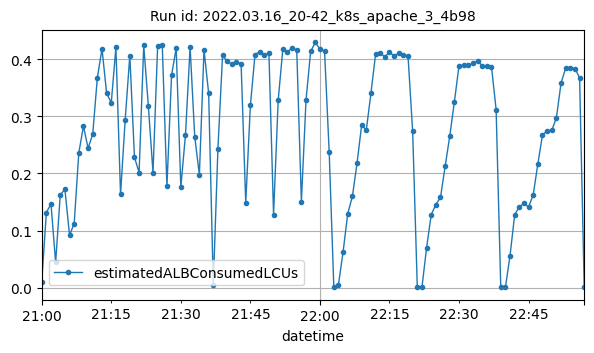 Run id: 2022.03.16_20-42_k8s_apache_3_4b98
0.4
0.3
0.2
0.1
0.0
estimatedALBConsumedLCUs
21:00 21:15 21:30 21:45 22:00 22:15 22:30 22:45
datetime